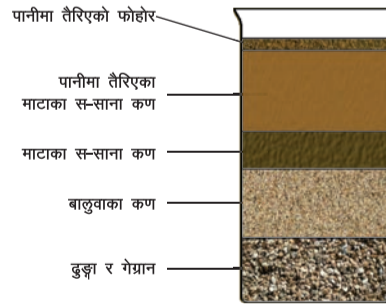 पानीमा तैरिएको फोहोर
पानीमा तैरिएका
माटाका स-साना कण
माटाका स-साना कण
बालुवाका कण
ढुङ्गा र गेग्रान